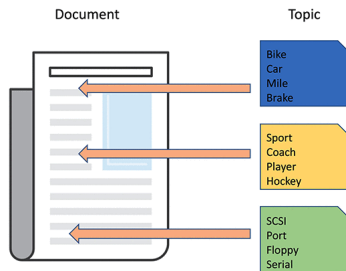 Document
Topic
Bike
Car
Mile
Brake
Sport
Coach
Player
Hockey
SCSI
Port
Floppy
Serial